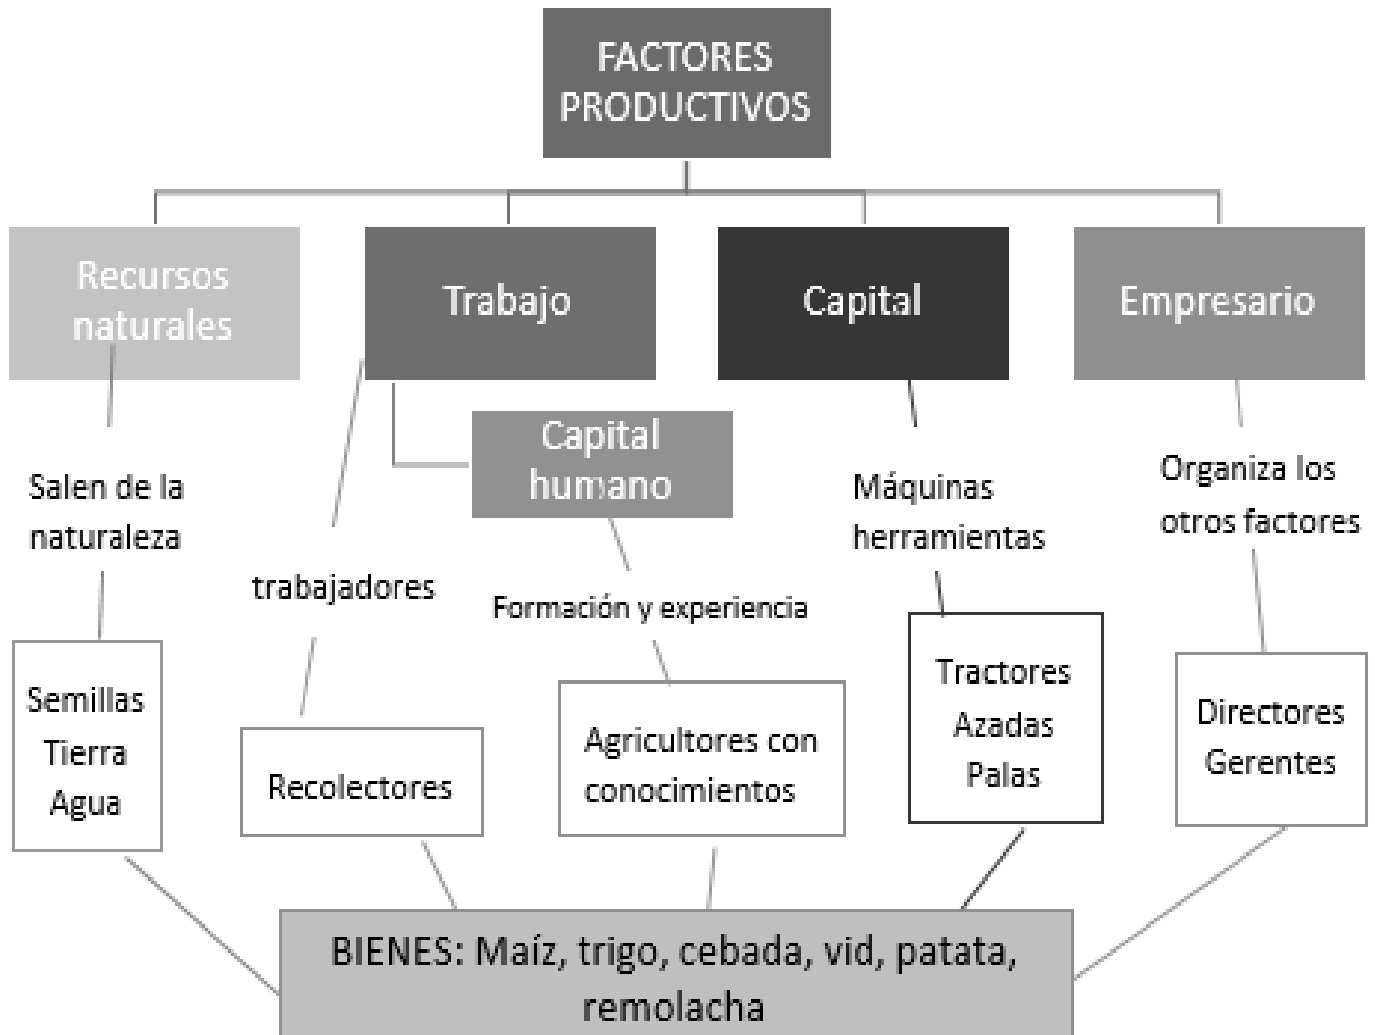 FACTORES
PRODUCTIVOS
Recursos
naturales
Trabajo
Capital
Empresario
Capital
humano
Salen de la
naturaleza
trabajadores
Formación y experiencia
Máquinas
herramientas
Organiza los
otros factores
Semillas
Tierra
Agua
Recolectores
Agricultores con
conocimientos
Tractores
Azadas
Palas
Directores
Gerentes
BIENES: Maíz, trigo, cebada, vid, patata,
remolacha